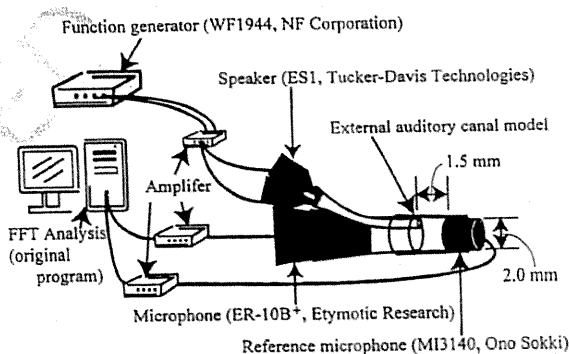 Function generator (WF1944, NF Corporation)
Speaker (ES1, Tucker-Davis Technologies)
External auditory canal model
1.5 mm
Amplifer
FFT Analysis
(original
program)
2.0 mm
Microphone (ER-10B+, Etymotic Research)
Reference microphone (MI3140, Ono Sokki)